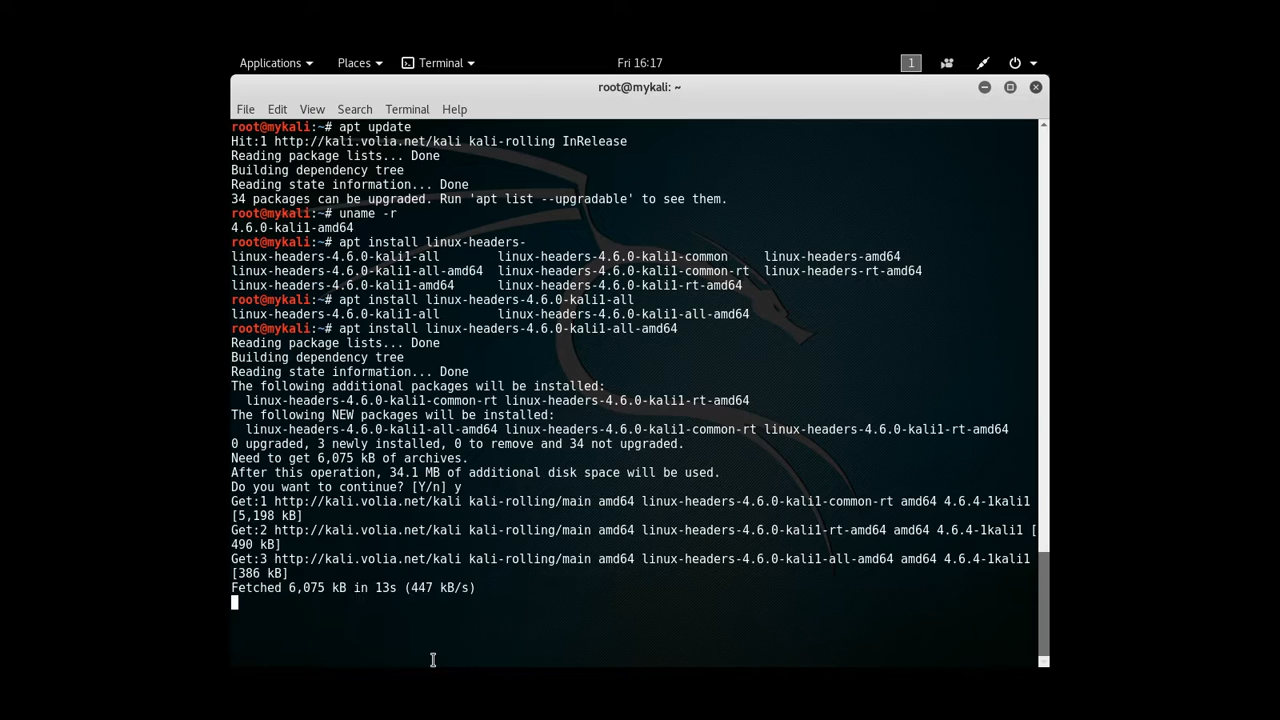 Applications Places Terminal Fri 16:17 1
root@mykali: ~
File Edit View Search Terminal Help
root@mykali:~# apt update
Hit:1 http://kali.volia.net/kali kali-rolling InRelease
Reading package lists... Done
Building dependency tree
Reading state information... Done
34 packages can be upgraded. Run 'apt list --upgradable' to see them.
root@mykali:~# uname -r
4.6.0-kali1-amd64
root@mykali:~# apt install linux-headers-
linux-headers-4.6.0-kali1-all linux-headers-4.6.0-kali1-common linux-headers-amd64
linux-headers-4.6.0-kali1-all-amd64 linux-headers-4.6.0-kali1-common-rt linux-headers-rt-amd64
linux-headers-4.6.0-kali1-amd64 linux-headers-4.6.0-kali1-rt-amd64
root@mykali:~# apt install linux-headers-4.6.0-kali1-all
linux-headers-4.6.0-kali1-all linux-headers-4.6.0-kali1-all-amd64
root@mykali:~# apt install linux-headers-4.6.0-kali1-all-amd64
Reading package lists... Done
Building dependency tree
Reading state information... Done
The following additional packages will be installed:
linux-headers-4.6.0-kali1-common-rt linux-headers-4.6.0-kali1-rt-amd64
The following NEW packages will be installed:
linux-headers-4.6.0-kali1-all-amd64 linux-headers-4.6.0-kali1-common-rt linux-headers-4.6.0-kali1-rt-amd64
0 upgraded, 3 newly installed, 0 to remove and 34 not upgraded.
Need to get 6,075 kB of archives.
After this operation, 34.1 MB of additional disk space will be used.
Do you want to continue? [Y/n] y
Get:1 http://kali.volia.net/kali kali-rolling/main amd64 linux-headers-4.6.0-kali1-common-rt amd64 4.6.4-1kali1
[5,198 kB]
Get:2 http://kali.volia.net/kali kali-rolling/main amd64 linux-headers-4.6.0-kali1-rt-amd64 amd64 4.6.4-1kali1 [
490 kB]
Get:3 http://kali.volia.net/kali kali-rolling/main amd64 linux-headers-4.6.0-kali1-all-amd64 amd64 4.6.4-1kali1
[386 kB]
Fetched 6,075 kB in 13s (447 kB/s)